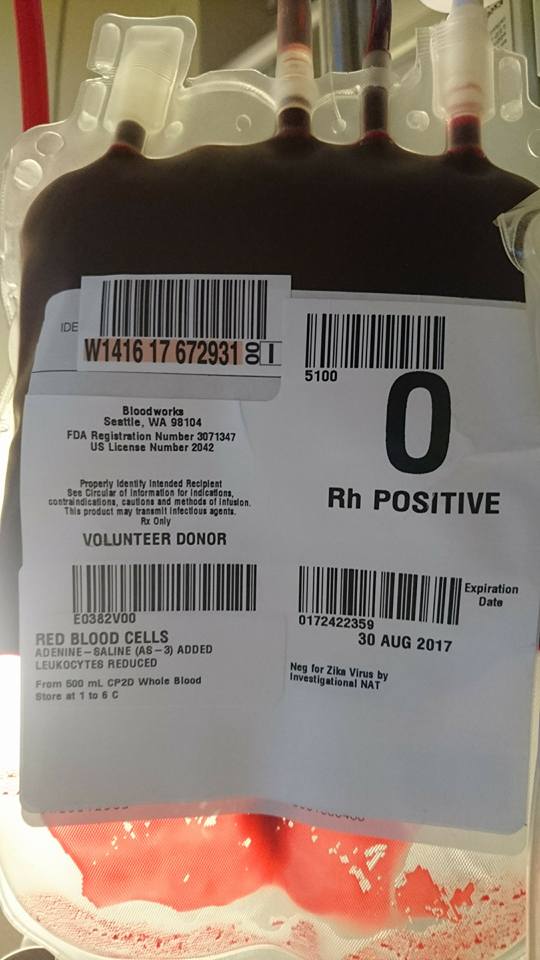 IDE
W1416 17 672931 00 I
5100
O
Rh POSITIVE
Bloodworks
Seattle, WA 98104
FDA Registration Number 3071347
US License Number 2042
Properly Identify Intended Recipient
See Circular of Information for indications,
contraindications, cautions and methods of infusion.
This product may transmit infectious agents.
Rx Only
VOLUNTEER DONOR
E0382V00
RED BLOOD CELLS
ADENINE-SALINE (AS-3) ADDED
LEUKOCYTES REDUCED
From 500 mL CP2D Whole Blood
Store at 1 to 6 C
Expiration
Date
0172422359
30 AUG 2017
Neg for Zika Virus by
Investigational NAT